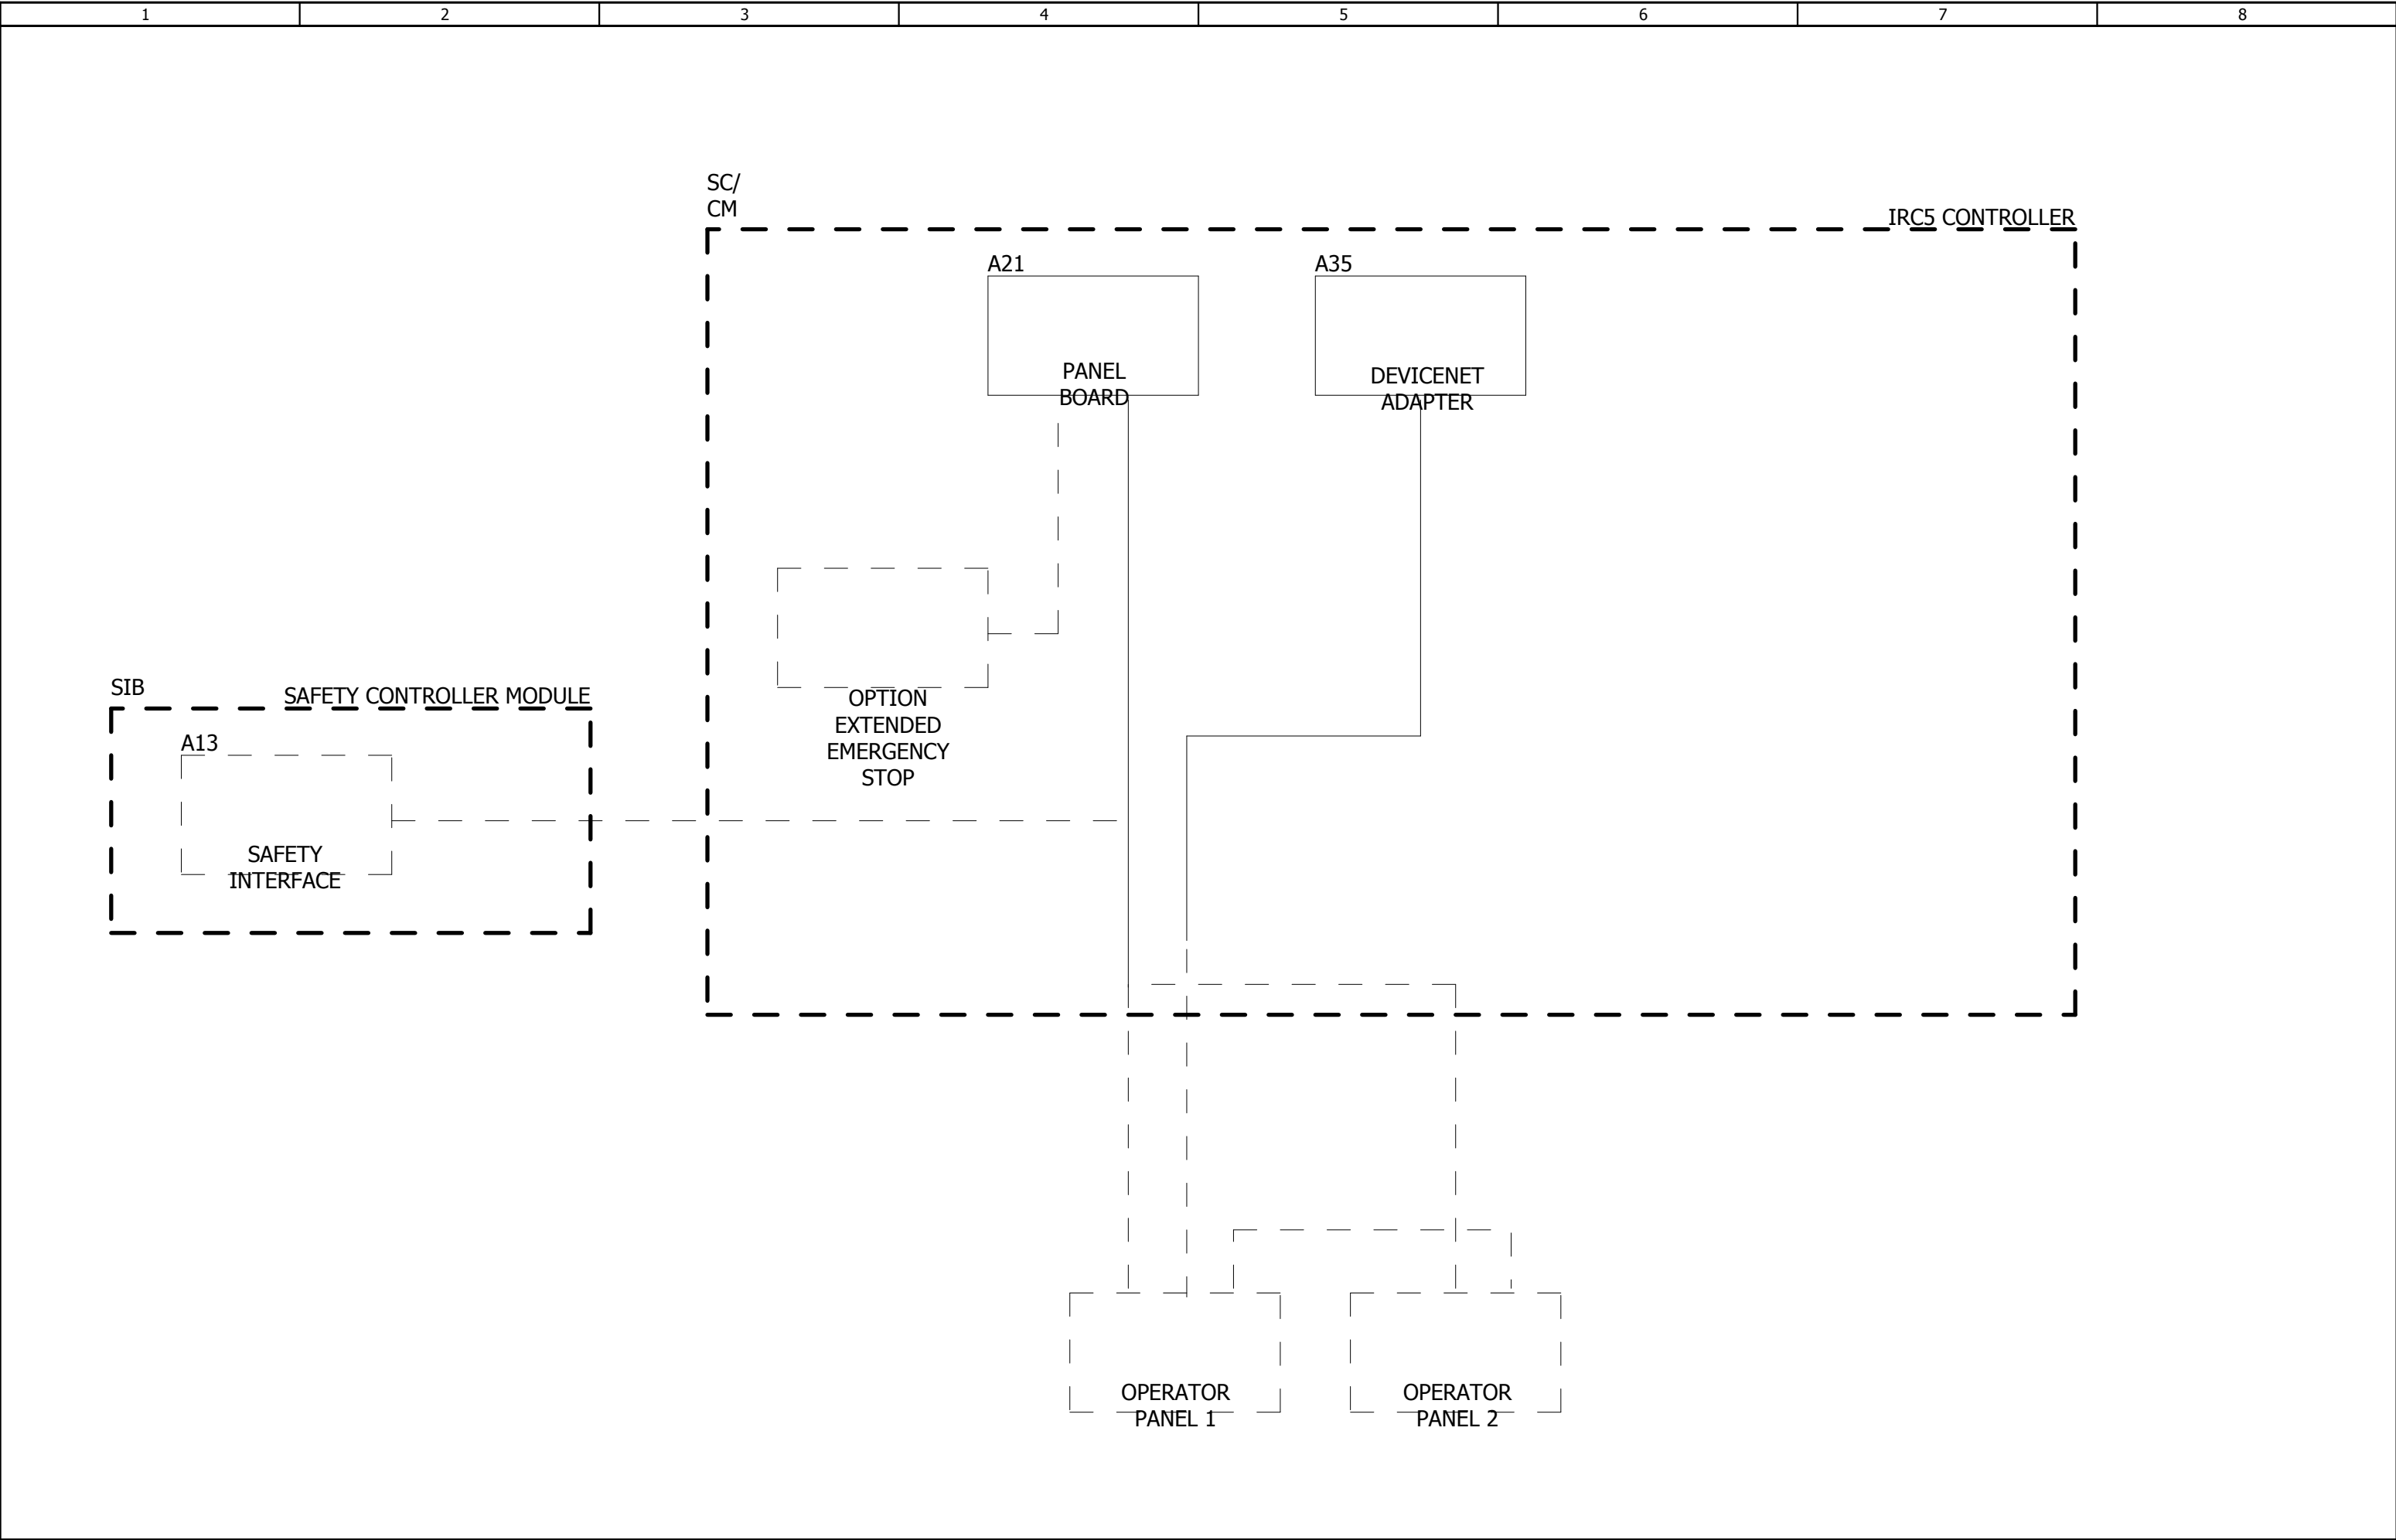 1 2 3 4 5 6 7 8
SC/
CM
IRC5 CONTROLLER
A21
A35
PANEL
BOARD
DEVICENET
ADAPTER
OPTION
EXTENDED
EMERGENCY
STOP
SIB
SAFETY CONTROLLER MODULE
A13
SAFETY
INTERFACE
OPERATOR
PANEL 1
OPERATOR
PANEL 2